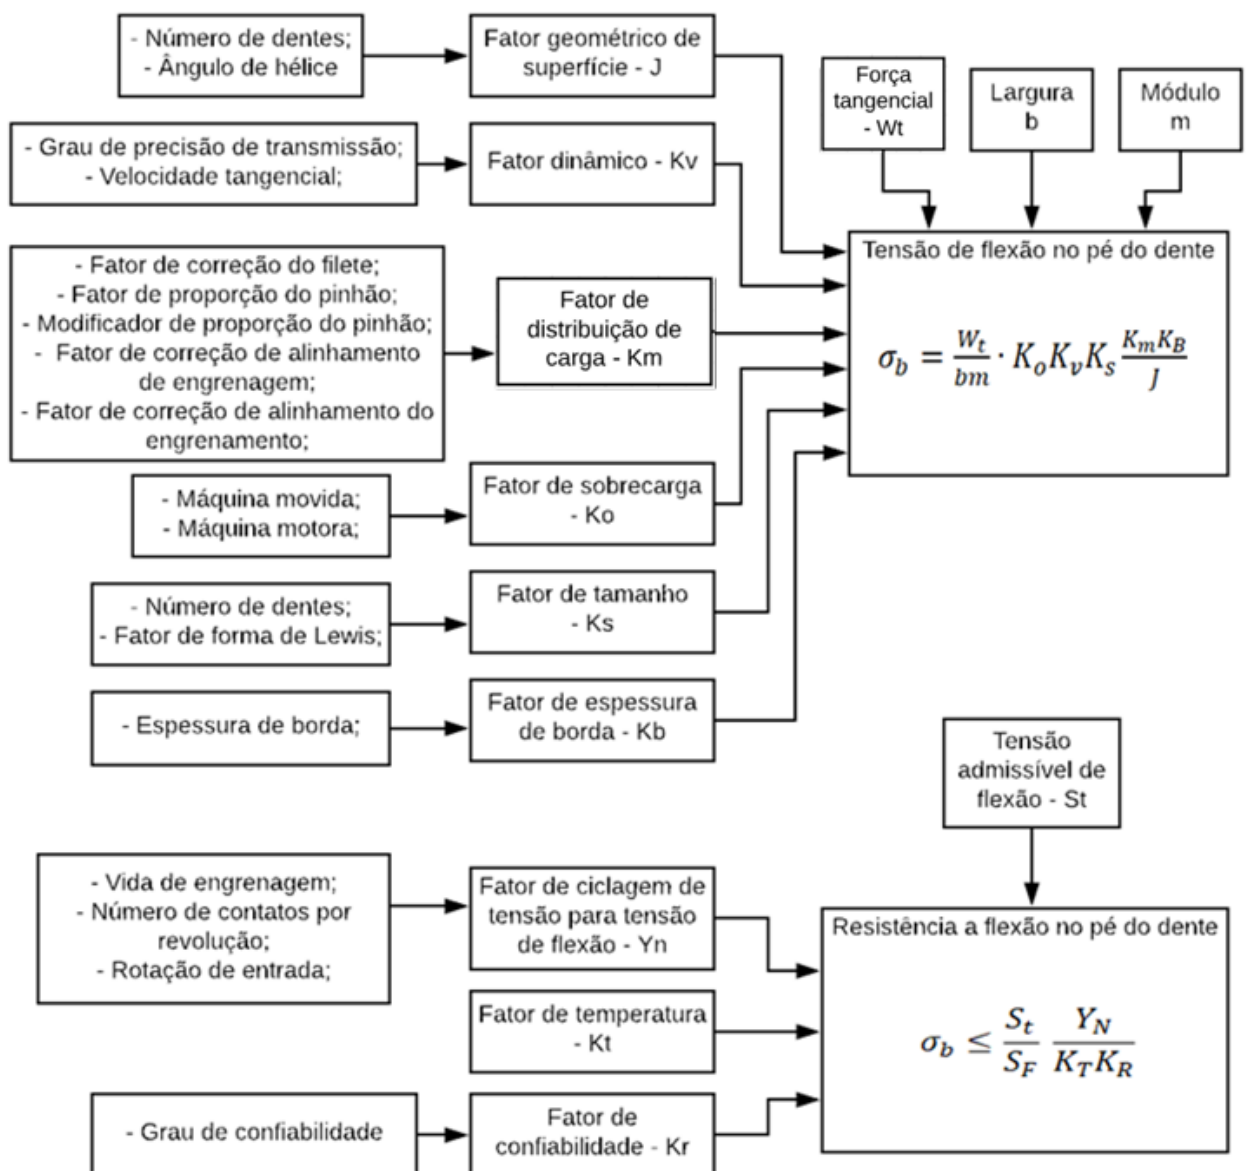 - Número de dentes;
- Ângulo de hélice
Fator geométrico de
superfície - J
Força
tangencial
- Wt
Largura
b
Módulo
m
- Grau de precisão de transmissão;
- Velocidade tangencial;
Fator dinâmico - Kv
Tensão de flexão no pé do dente
σ_b = W_t/bm · K_o K_v K_s K_m K_B/J
- Fator de correção do filete;
- Fator de proporção do pinhão;
- Modificador de proporção do pinhão;
- Fator de correção de alinhamento
de engrenagem;
- Fator de correção de alinhamento do
engrenamento;
Fator de
distribuição de
carga - Km
- Máquina movida;
- Máquina motora;
Fator de sobrecarga
- Ko
- Número de dentes;
- Fator de forma de Lewis;
Fator de tamanho
- Ks
- Espessura de borda;
Fator de espessura
de borda - Kb
Tensão
admissível de
flexão - St
- Vida de engrenagem;
- Número de contatos por
revolução;
- Rotação de entrada;
Fator de ciclagem de
tensão para tensão
de flexão - Yn
Resistência a flexão no pé do dente
σ_b ≤ S_t/S_F Y_N/K_T K_R
Fator de temperatura
- Kt
- Grau de confiabilidade
Fator de
confiabilidade - Kr